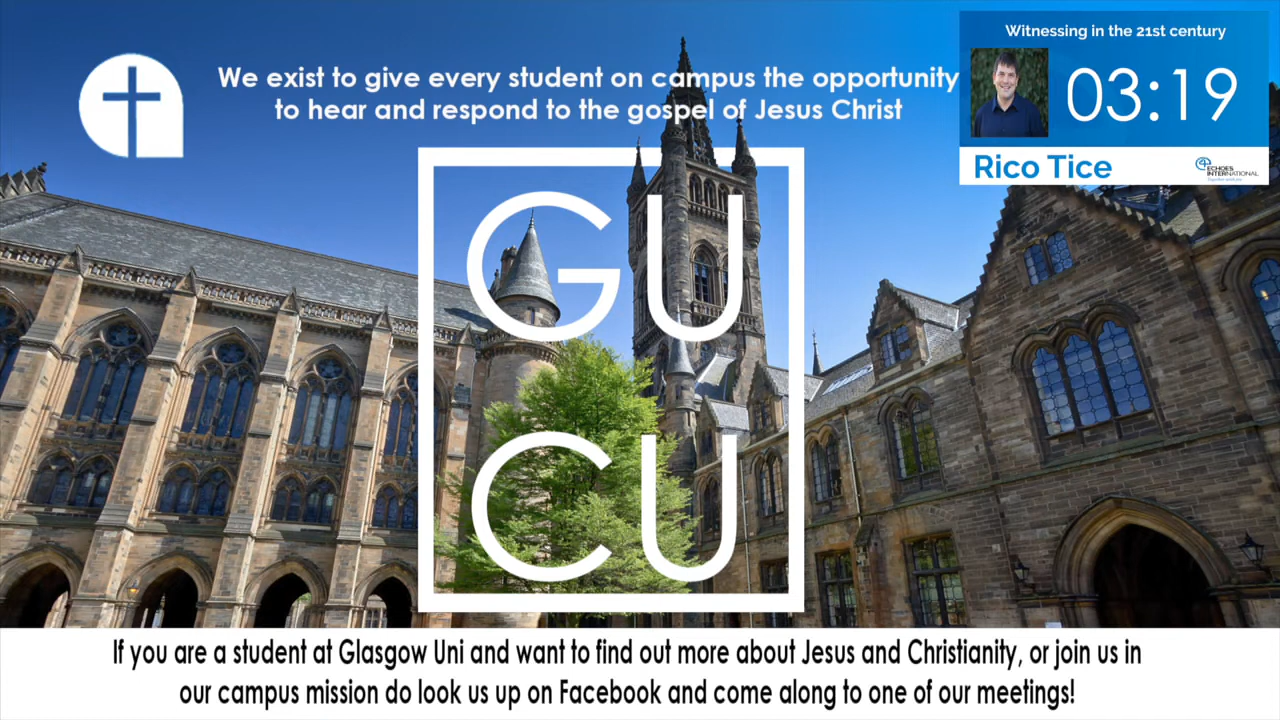 We exist to give every student on campus the opportunity
to hear and respond to the gospel of Jesus Christ
Witnessing in the 21st century
03:19
Rico Tice
ECHOES
INTERNATIONAL
GU
CU
If you are a student at Glasgow Uni and want to find out more about Jesus and Christianity, or join us in
our campus mission do look us up on Facebook and come along to one of our meetings!